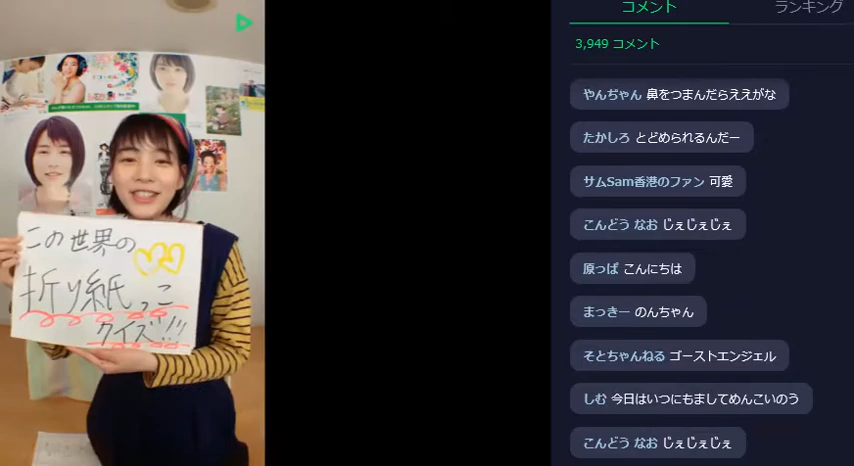 この世界の
折り紙っこ
クイズ!!!
コメント
ランキング
3,949 コメント
やんぢゃん 鼻をつまんだらええがな
たかしろ とどめられるんだー
サムSam香港のファン 可愛
こんどう なお じぇじぇじぇ
原っぱ こんにちは
まっきー のんちゃん
そとちゃんねる ゴーストエンジェル
しむ 今日はいつにもましてめんこいのう
こんどう なお じぇじぇじぇ